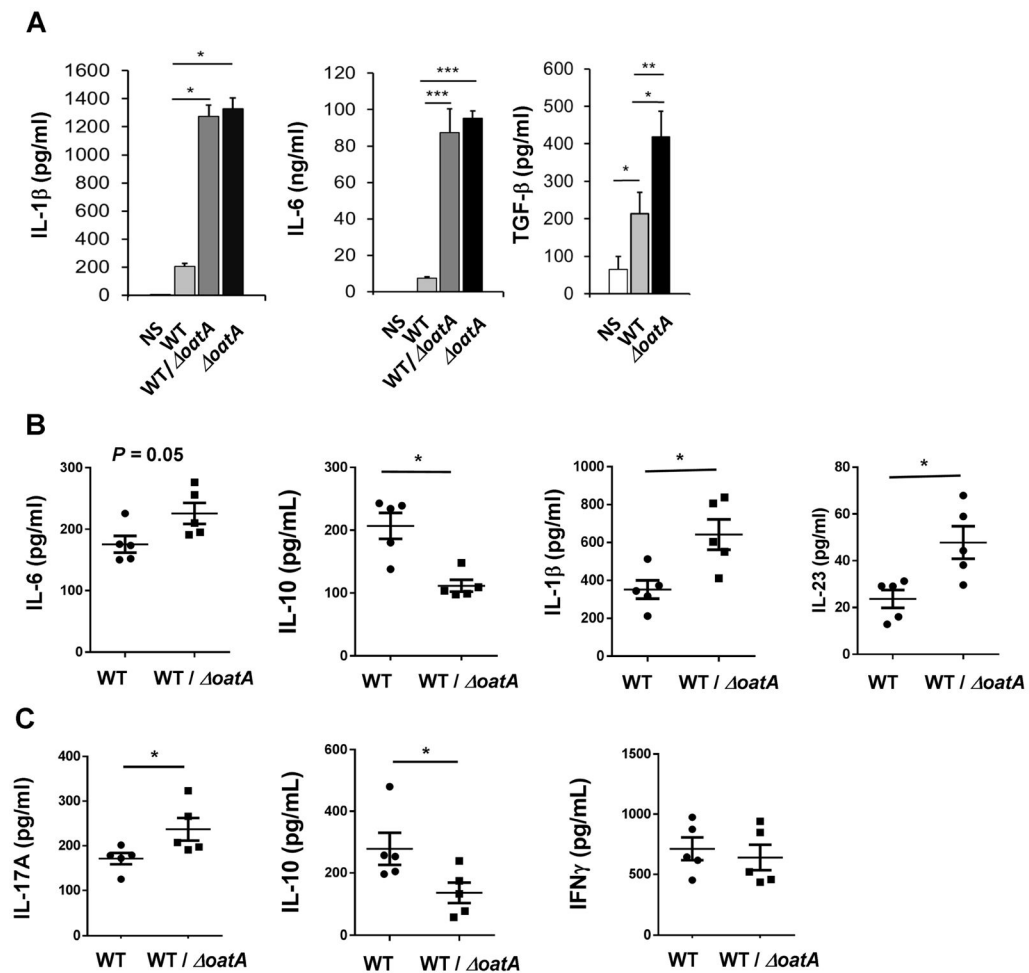 A
IL-1β (pg/ml)
1600
1400
1200
1000
800
600
400
200
0
*
*
NS
WT
WT/ΔoatA
ΔoatA
IL-6 (ng/ml)
120
100
80
60
40
20
0
***
***
NS
WT
WT/ΔoatA
ΔoatA
TGF-β (pg/ml)
600
500
400
300
200
100
0
**
*
*
NS
WT
ΔoatA
B
IL-6 (pg/ml)
300
200
100
0
P = 0.05
WT
WT / ΔoatA
IL-10 (pg/mL)
300
200
100
0
*
WT
WT / ΔoatA
IL-1β (pg/ml)
1000
800
600
400
200
0
*
WT
WT / ΔoatA
IL-23 (pg/ml)
80
60
40
20
0
*
WT
WT / ΔoatA
C
IL-17A (pg/ml)
400
300
200
100
0
*
WT
WT / ΔoatA
IL-10 (pg/mL)
600
400
200
0
*
WT
WT / ΔoatA
IFNγ (pg/mL)
1500
1000
500
0
WT
WT / ΔoatA